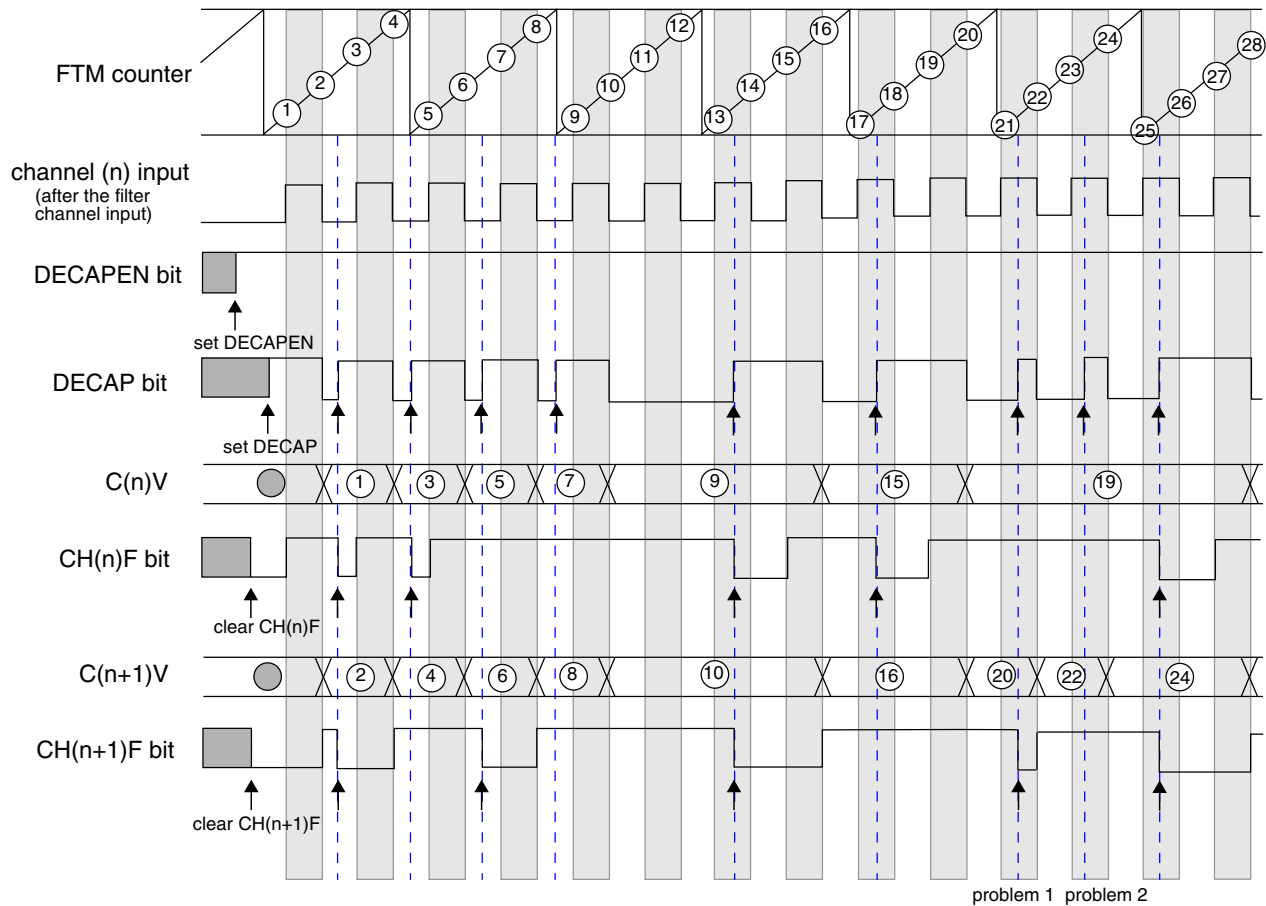 4 8 12 16 20 24 28
3 7 11 15 19 23 27
FTM counter
2 6 10 14 18 22 26
1 5 9 13 17 21 25
channel (n) input
(after the filter
channel input)
DECAPEN bit
set DECAPEN
DECAP bit
set DECAP
C(n)V 1 3 5 7 9 15 19
CH(n)F bit
clear CH(n)F
C(n+1)V 2 4 6 8 10 16 20 22 24
CH(n+1)F bit
clear CH(n+1)F
problem 1 problem 2